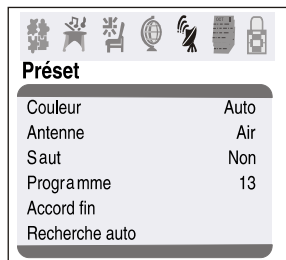 Préset
Couleur Auto
Antenne Air
Saut Non
Programme 13
Accord fin
Recherche auto